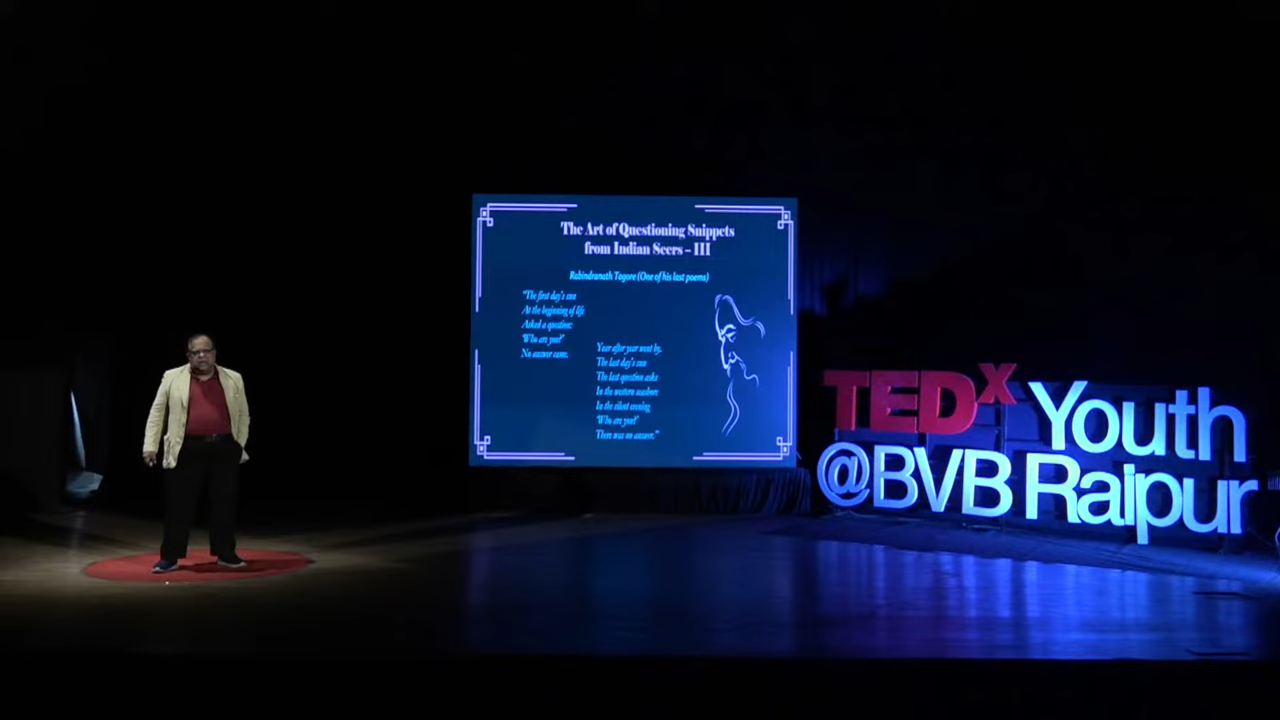 The Art of Questioning Snippets
from Indian Seers – III
Rabindranath Tagore (One of his last poems)
"The first day's sun
At the beginning of life
Asked a question:
'Who are you?'
No answer came.
Year after year went by.
The last day's sun
The last question asks
In the western seashore
In the silent evening
'Who are you?'
There was no answer."
TEDx Youth
@BVB Raipur